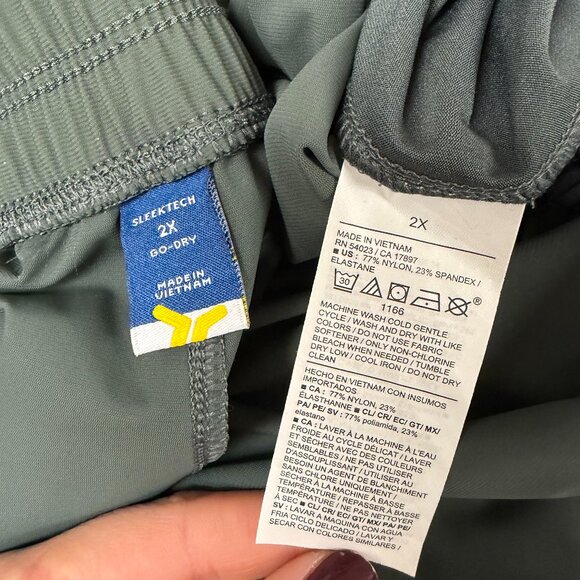 SLEEKTECH
2X
GO-DRY
MADE IN
VIETNAM
2X
MADE IN VIETNAM
RN 54023 / CA 17897
■ US : 77% NYLON, 23% SPANDEX /
ELASTANE
30
®
1166
MACHINE WASH COLD GENTLE
CYCLE / WASH AND DRY WITH LIKE
COLORS / DO NOT USE FABRIC
SOFTENER / ONLY NON-CHLORINE
BLEACH WHEN NEEDED / TUMBLE
DRY LOW / COOL IRON / DO NOT DRY
CLEAN
HECHO EN VIETNAM CON INSUMOS
IMPORTADOS
■ CA : 77% NYLON, 23%
ÉLASTHANNE ■ CL/ CR/ EC/ GT/ MX/
PA/ PE/ SV : 77% poliamida, 23%
elastano
■ CA : LAVER À LA MACHINE À L'EAU
FROIDE AU CYCLE DÉLICAT / LAVER
ET SÉCHER AVEC DES COULEURS
SEMBLABLES / NE PAS UTILISER
D'ASSOUPLISSANT / UTILISER AU
BESOIN UN AGENT DE BLANCHIMENT
SANS CHLORE UNIQUEMENT /
SÉCHER À LA MACHINE À BASSE
TEMPÉRATURE / REPASSER À BASSE
TEMPÉRATURE / NE PAS NETTOYER
À SEC ■ CL/ CR/ EC/ GT/ MX/ PA/ PE/
SV : LAVAR A MAQUINA CON AGUA
FRIA CICLO DELICADO / LAVAR Y
SECAR CON COLORES SIMILARES /